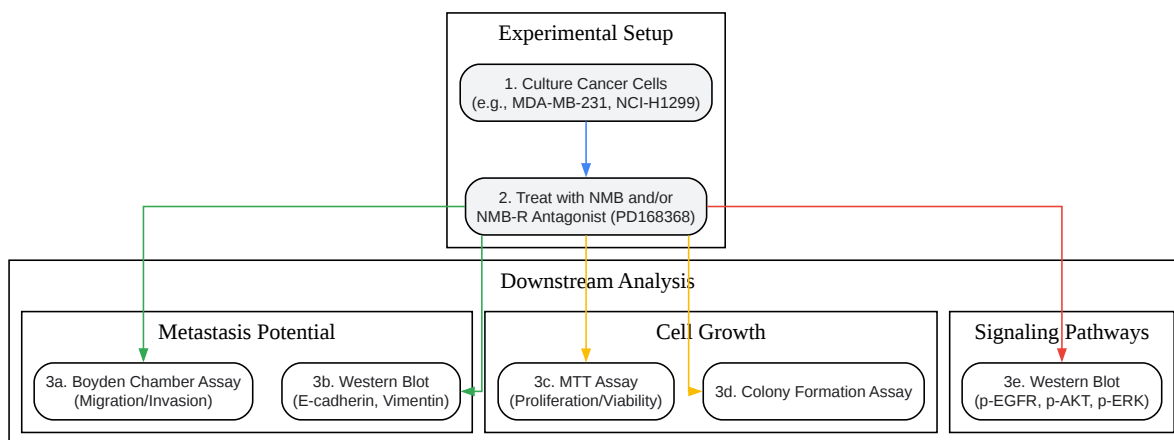 Experimental Setup
1. Culture Cancer Cells
(e.g., MDA-MB-231, NCI-H1299)
2. Treat with NMB and/or
NMB-R Antagonist (PD168368)
Downstream Analysis
Metastasis Potential
3a. Boyden Chamber Assay
(Migration/Invasion)
3b. Western Blot
(E-cadherin, Vimentin)
Cell Growth
3c. MTT Assay
(Proliferation/Viability)
3d. Colony Formation Assay
Signaling Pathways
3e. Western Blot
(p-EGFR, p-AKT, p-ERK)